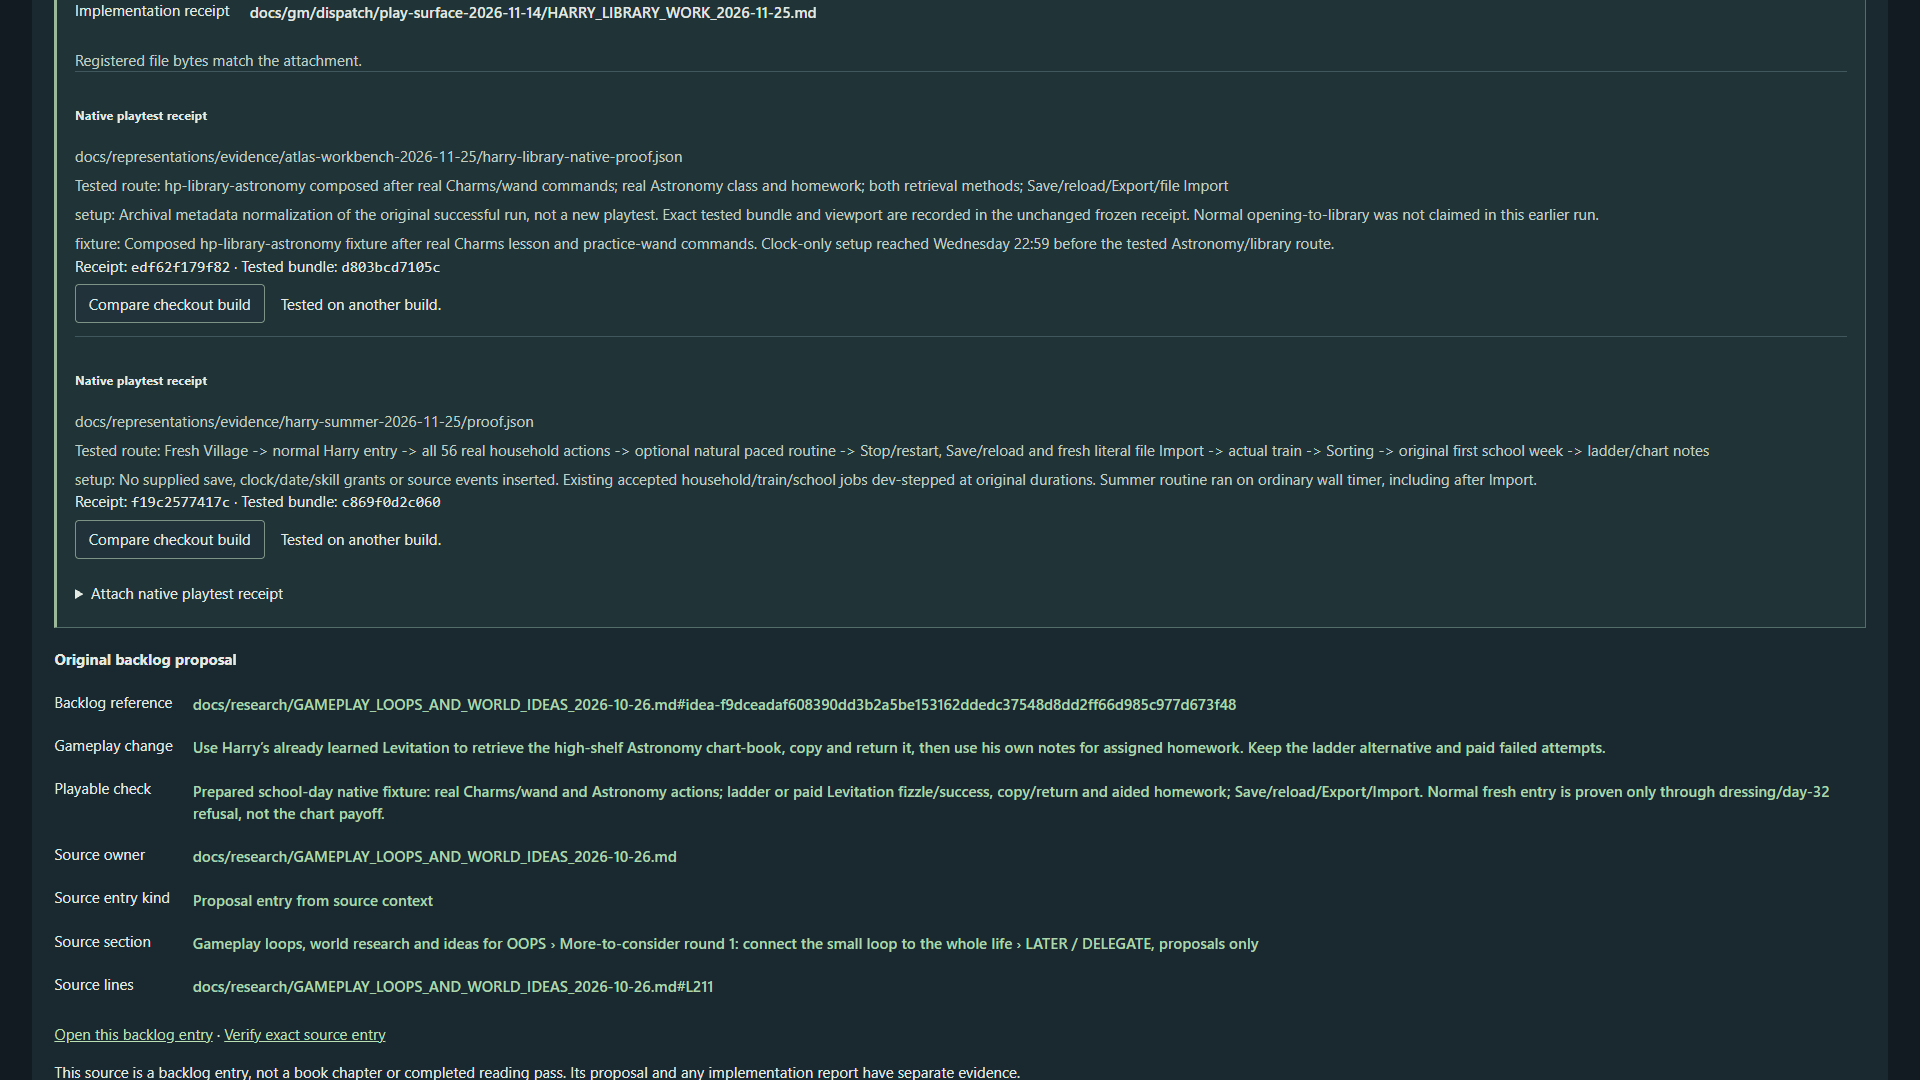 Implementation receipt docs/gm/dispatch/play-surface-2026-11-14/HARRY_LIBRARY_WORK_2026-11-25.md
Registered file bytes match the attachment.
Native playtest receipt
docs/representations/evidence/atlas-workbench-2026-11-25/harry-library-native-proof.json
Tested route: hp-library-astronomy composed after real Charms/wand commands; real Astronomy class and homework; both retrieval methods; Save/reload/Export/file Import
setup: Archival metadata normalization of the original successful run, not a new playtest. Exact tested bundle and viewport are recorded in the unchanged frozen receipt. Normal opening-to-library was not claimed in this earlier run.
fixture: Composed hp-library-astronomy fixture after real Charms lesson and practice-wand commands. Clock-only setup reached Wednesday 22:59 before the tested Astronomy/library route.
Receipt: edf62f179f82 · Tested bundle: d803bcd7105c
Compare checkout build Tested on another build.
Native playtest receipt
docs/representations/evidence/harry-summer-2026-11-25/proof.json
Tested route: Fresh Village -> normal Harry entry -> all 56 real household actions -> optional natural paced routine -> Stop/restart, Save/reload and fresh literal file Import -> actual train -> Sorting -> original first school week -> ladder/chart notes
setup: No supplied save, clock/date/skill grants or source events inserted. Existing accepted household/train/school jobs dev-stepped at original durations. Summer routine ran on ordinary wall timer, including after Import.
Receipt: f19c2577417c · Tested bundle: c869f0d2c060
Compare checkout build Tested on another build.
▶ Attach native playtest receipt
Original backlog proposal
Backlog reference docs/research/GAMEPLAY_LOOPS_AND_WORLD_IDEAS_2026-10-26.md#idea-f9dceadaf608390dd3b2a5be153162ddedc37548d8dd2ff66d985c977d673f48
Gameplay change Use Harry’s already learned Levitation to retrieve the high-shelf Astronomy chart-book, copy and return it, then use his own notes for assigned homework. Keep the ladder alternative and paid failed attempts.
Playable check Prepared school-day native fixture: real Charms/wand and Astronomy actions; ladder or paid Levitation fizzle/success, copy/return and aided homework; Save/reload/Export/Import. Normal fresh entry is proven only through dressing/day-32
refusal, not the chart payoff.
Source owner docs/research/GAMEPLAY_LOOPS_AND_WORLD_IDEAS_2026-10-26.md
Source entry kind Proposal entry from source context
Source section Gameplay loops, world research and ideas for OOPS › More-to-consider round 1: connect the small loop to the whole life › LATER / DELEGATE, proposals only
Source lines docs/research/GAMEPLAY_LOOPS_AND_WORLD_IDEAS_2026-10-26.md#L211
Open this backlog entry · Verify exact source entry
This source is a backlog entry, not a book chapter or completed reading pass. Its proposal and any implementation report have separate evidence.